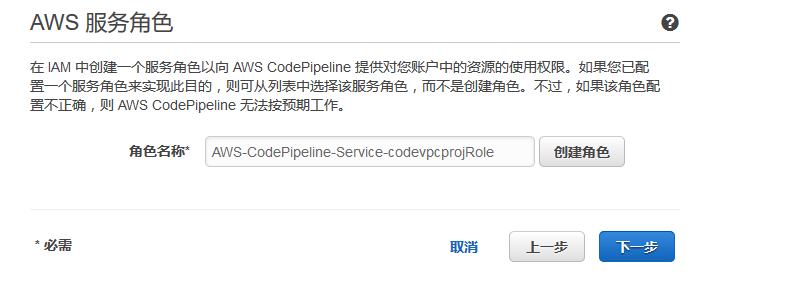 AWS 服务角色
在 IAM 中创建一个服务角色以向 AWS CodePipeline 提供对您账户中的资源的使用权限。如果您已配
置一个服务角色来实现此目的，则可从列表中选择该服务角色，而不是创建角色。不过，如果该角色配
置不正确，则 AWS CodePipeline 无法按预期工作。
角色名称* AWS-CodePipeline-Service-codevpcprojRole 创建角色
* 必需 取消 上一步 下一步